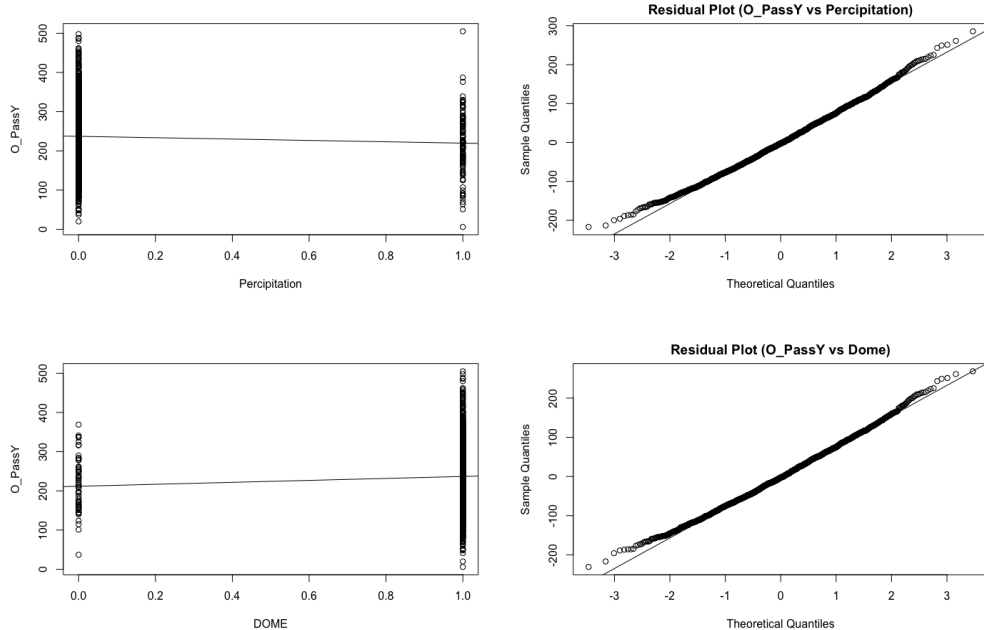 O_PassY
500
400
300
200
100
0
0.0 0.2 0.4 0.6 0.8 1.0
Percipitation
Residual Plot (O_PassY vs Percipitation)
Sample Quantiles
300
200
100
0
-100
-200
-3 -2 -1 0 1 2 3
Theoretical Quantiles
O_PassY
500
400
300
200
100
0
0.0 0.2 0.4 0.6 0.8 1.0
DOME
Residual Plot (O_PassY vs Dome)
Sample Quantiles
200
100
0
-100
-200
-3 -2 -1 0 1 2 3
Theoretical Quantiles